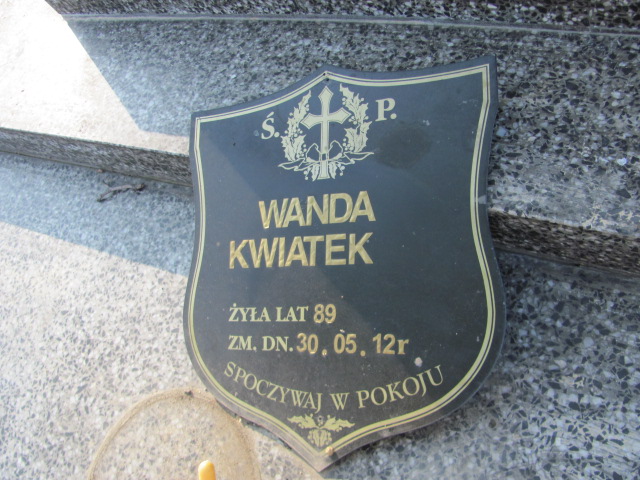 Ś. P.
WANDA
KWIATEK
ŻYŁA LAT 89
ZM. DN. 30. 05. 12r
SPOCZYWAJ W POKOJU